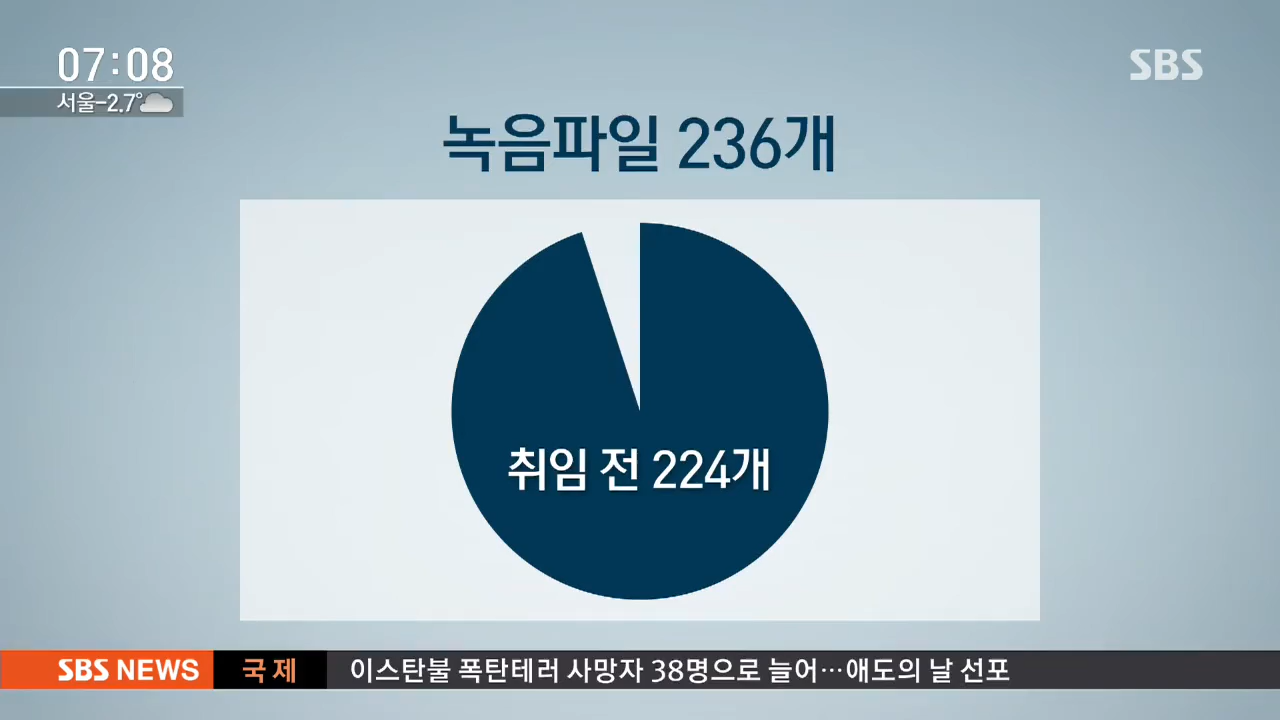 07:08
서울-2.7°
SBS
녹음파일 236개
취임 전 224개
SBS NEWS
국 제
이스탄불 폭탄테러 사망자 38명으로 늘어…애도의 날 선포